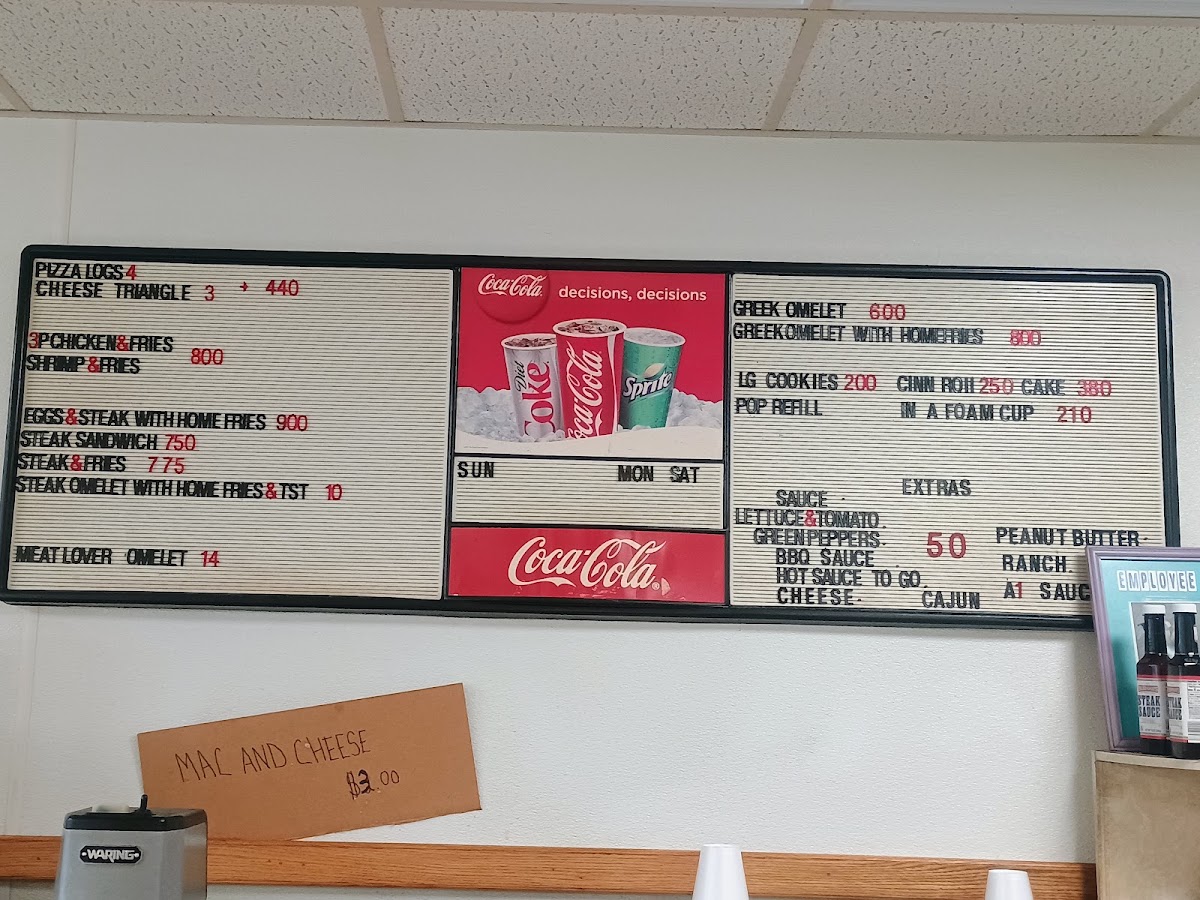 PIZZA LOGS 4
CHEESE TRIANGLE 3 → 440
3P CHICKEN & FRIES
SHRIMP & FRIES 800
EGGS & STEAK WITH HOME FRIES 900
STEAK SANDWICH 750
STEAK & FRIES 775
STEAK OMELET WITH HOME FRIES & TST 10
MEAT LOVER OMELET 14
Coca-Cola decisions, decisions
Diet Coke
Coca-Cola
Sprite
SUN MON SAT
Coca-Cola
GREEK OMELET 600
GREEK OMELET WITH HOMEFRIES 800
LG COOKIES 200 CINN ROII 250 CAKE 380
POP REFILL IN A FOAM CUP 210
EXTRAS
SAUCE
LETTUCE & TOMATO
GREEN PEPPERS
BBQ SAUCE
HOT SAUCE TO GO
CHEESE
CAJUN
50
PEANUT BUTTER
RANCH
A1 SAUC
EMPLOYEE
STEAK SAUCE
MAC AND CHEESE
WARING